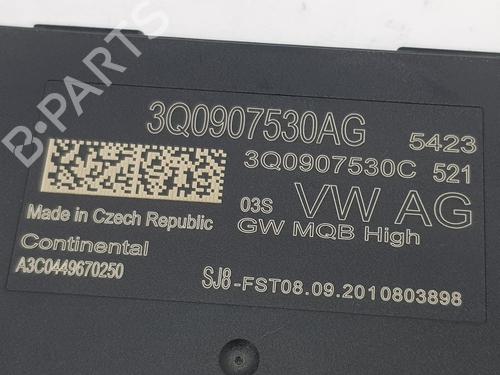 3Q0907530AG 5423
3Q0907530C 521
03S VW AG
GW MQB High
Made in Czech Republic
Continental
A3C0449670250
SJ8-FST08.09.2010803898
B-PARTS